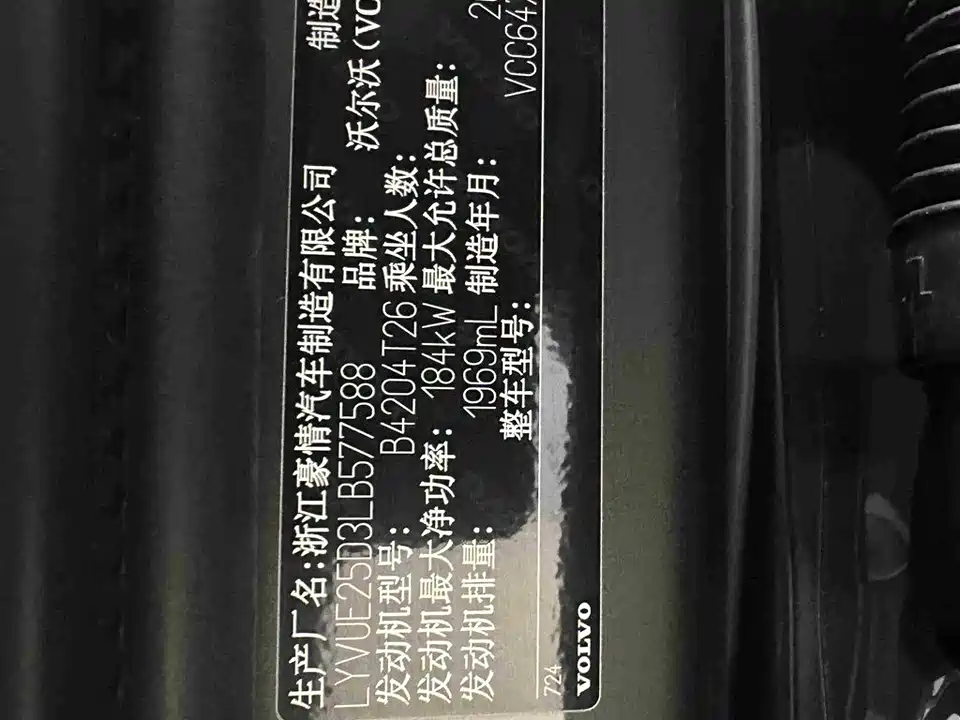 生产厂名:浙江豪情汽车制造有限公司 制造
LYVUE25D3LB577588 品牌: 沃尔沃(VO
发动机型号: B4204T26 乘坐人数:
发动机最大净功率: 184kW 最大允许总质量:
发动机排量: 1969mL 制造年月: 20
整车型号: VCC647
724
VOLVO